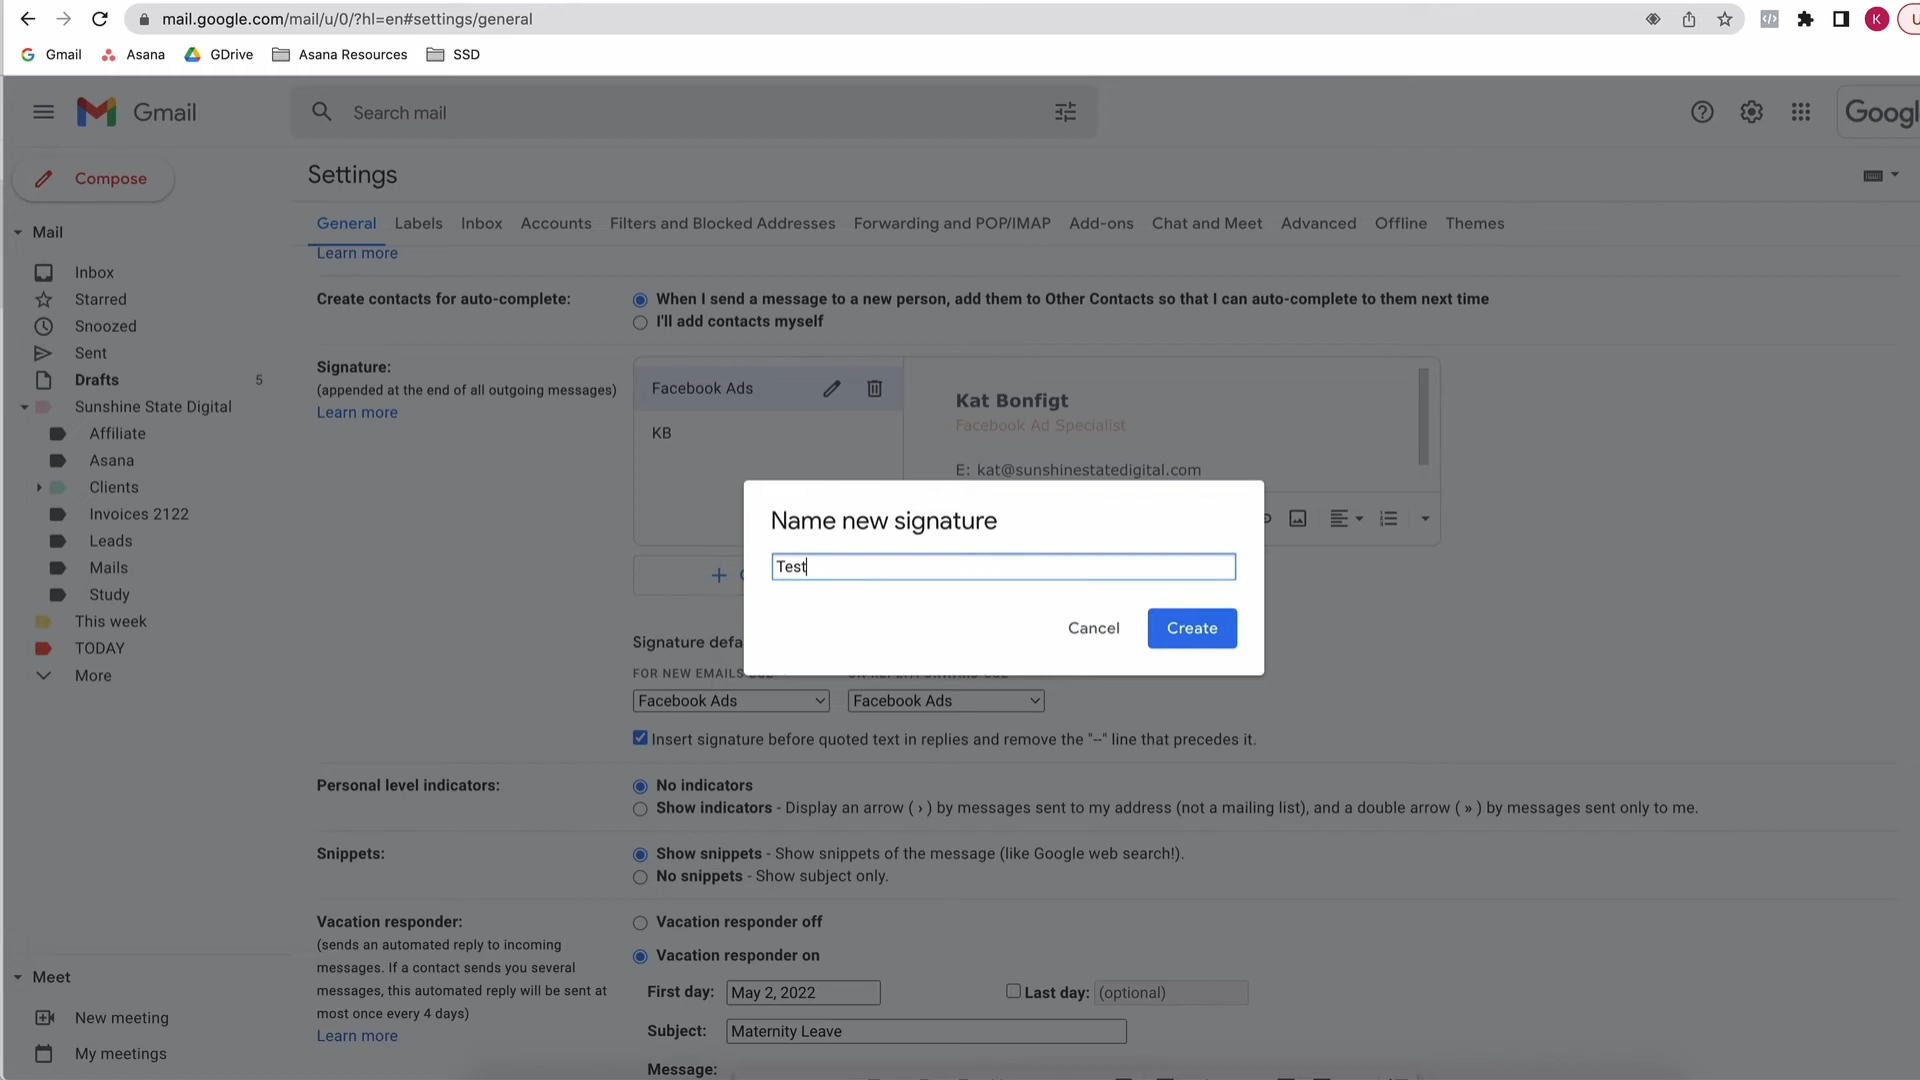 mail.google.com/mail/u/0/?hl=en#settings/general
K
U
Gmail
Asana
GDrive
Asana Resources
SSD
Gmail
Search mail
Googl
Compose
Settings
General
Labels
Inbox
Accounts
Filters and Blocked Addresses
Forwarding and POP/IMAP
Add-ons
Chat and Meet
Advanced
Offline
Themes
Mail
Inbox
Starred
Snoozed
Sent
Drafts 5
Sunshine State Digital
Affiliate
Asana
Clients
Invoices 2122
Leads
Mails
Study
This week
TODAY
More
Meet
New meeting
My meetings
Learn more
Create contacts for auto-complete:
When I send a message to a new person, add them to Other Contacts so that I can auto-complete to them next time
I'll add contacts myself
Signature:
(appended at the end of all outgoing messages)
Learn more
Facebook Ads
KB
Kat Bonfigt
Facebook Ad Specialist
E: kat@sunshinestatedigital.com
Name new signature
Test
Cancel
Create
Signature defa
FOR NEW EMAILS USE
ON REPLY/FORWARD USE
Facebook Ads
Facebook Ads
Insert signature before quoted text in replies and remove the "--" line that precedes it.
Personal level indicators:
No indicators
Show indicators - Display an arrow ( › ) by messages sent to my address (not a mailing list), and a double arrow ( » ) by messages sent only to me.
Snippets:
Show snippets - Show snippets of the message (like Google web search!).
No snippets - Show subject only.
Vacation responder:
(sends an automated reply to incoming
messages. If a contact sends you several
messages, this automated reply will be sent at
most once every 4 days)
Learn more
Vacation responder off
Vacation responder on
First day: May 2, 2022
Last day: (optional)
Subject: Maternity Leave
Message: